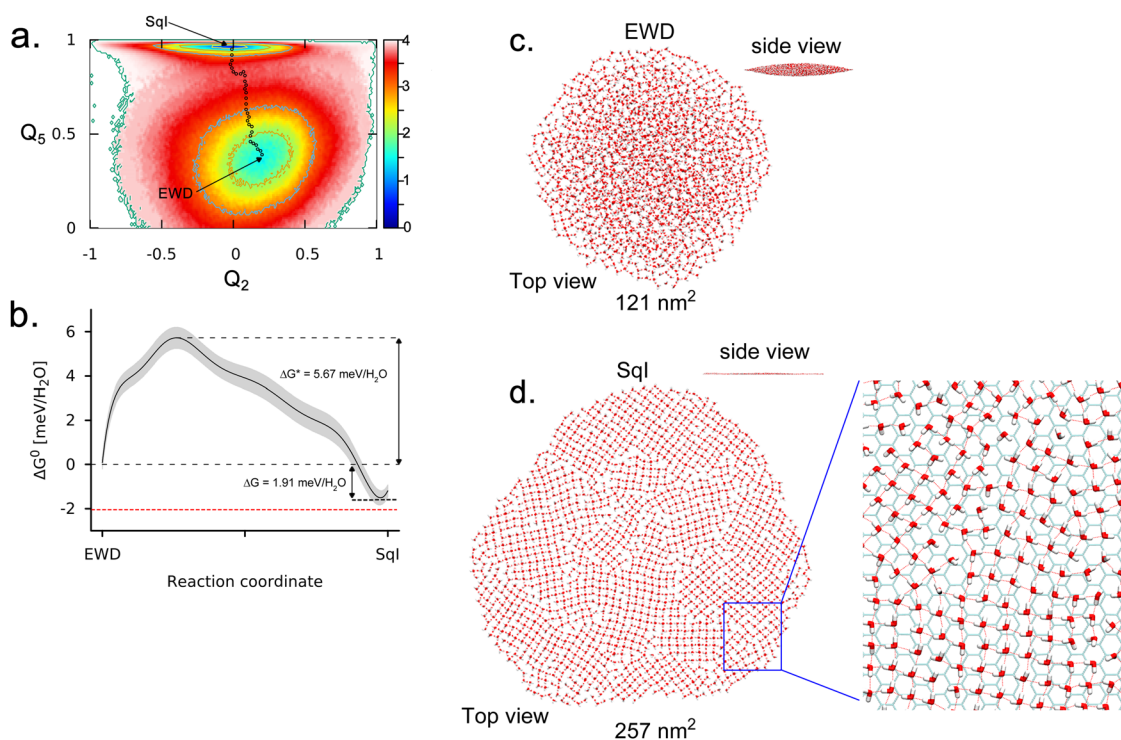 a.
SqI
1
0.5
0
Q5
EWD
-1
-0.5
0
0.5
1
Q2
4
3
2
1
0
b.
6
4
2
0
-2
ΔG⁰ [meV/H₂O]
ΔG* = 5.67 meV/H₂O
ΔG = 1.91 meV/H₂O
EWD
SqI
Reaction coordinate
c.
EWD
side view
Top view
121 nm²
d.
SqI
side view
Top view
257 nm²